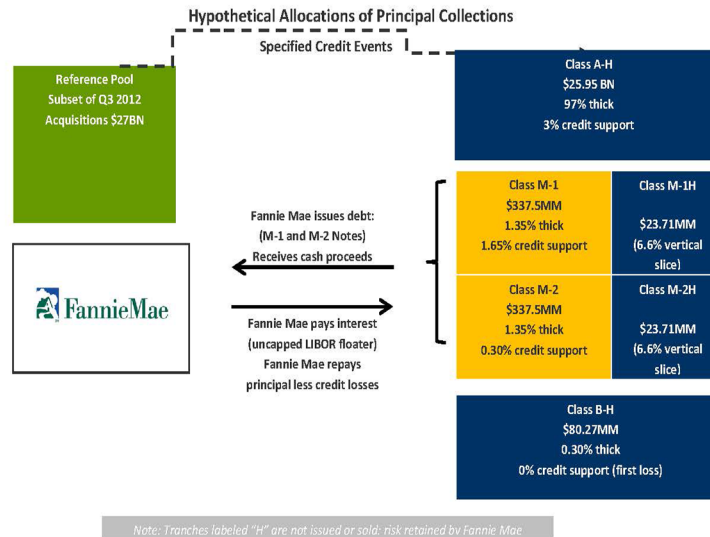 Hypothetical Allocations of Principal Collections
Specified Credit Events
Reference Pool
Subset of Q3 2012
Acquisitions $27BN
Class A-H
$25.95 BN
97% thick
3% credit support
Class M-1
$337.5MM
1.35% thick
1.65% credit support
Class M-1H
$23.71MM
(6.6% vertical
slice)
Fannie Mae issues debt:
(M-1 and M-2 Notes)
Receives cash proceeds
FannieMae
Fannie Mae pays interest
(uncapped LIBOR floater)
Fannie Mae repays
principal less credit losses
Class M-2
$337.5MM
1.35% thick
0.30% credit support
Class M-2H
$23.71MM
(6.6% vertical
slice)
Class B-H
$80.27MM
0.30% thick
0% credit support (first loss)
Note: Tranches labeled "H" are not issued or sold; risk retained by Fannie Mae